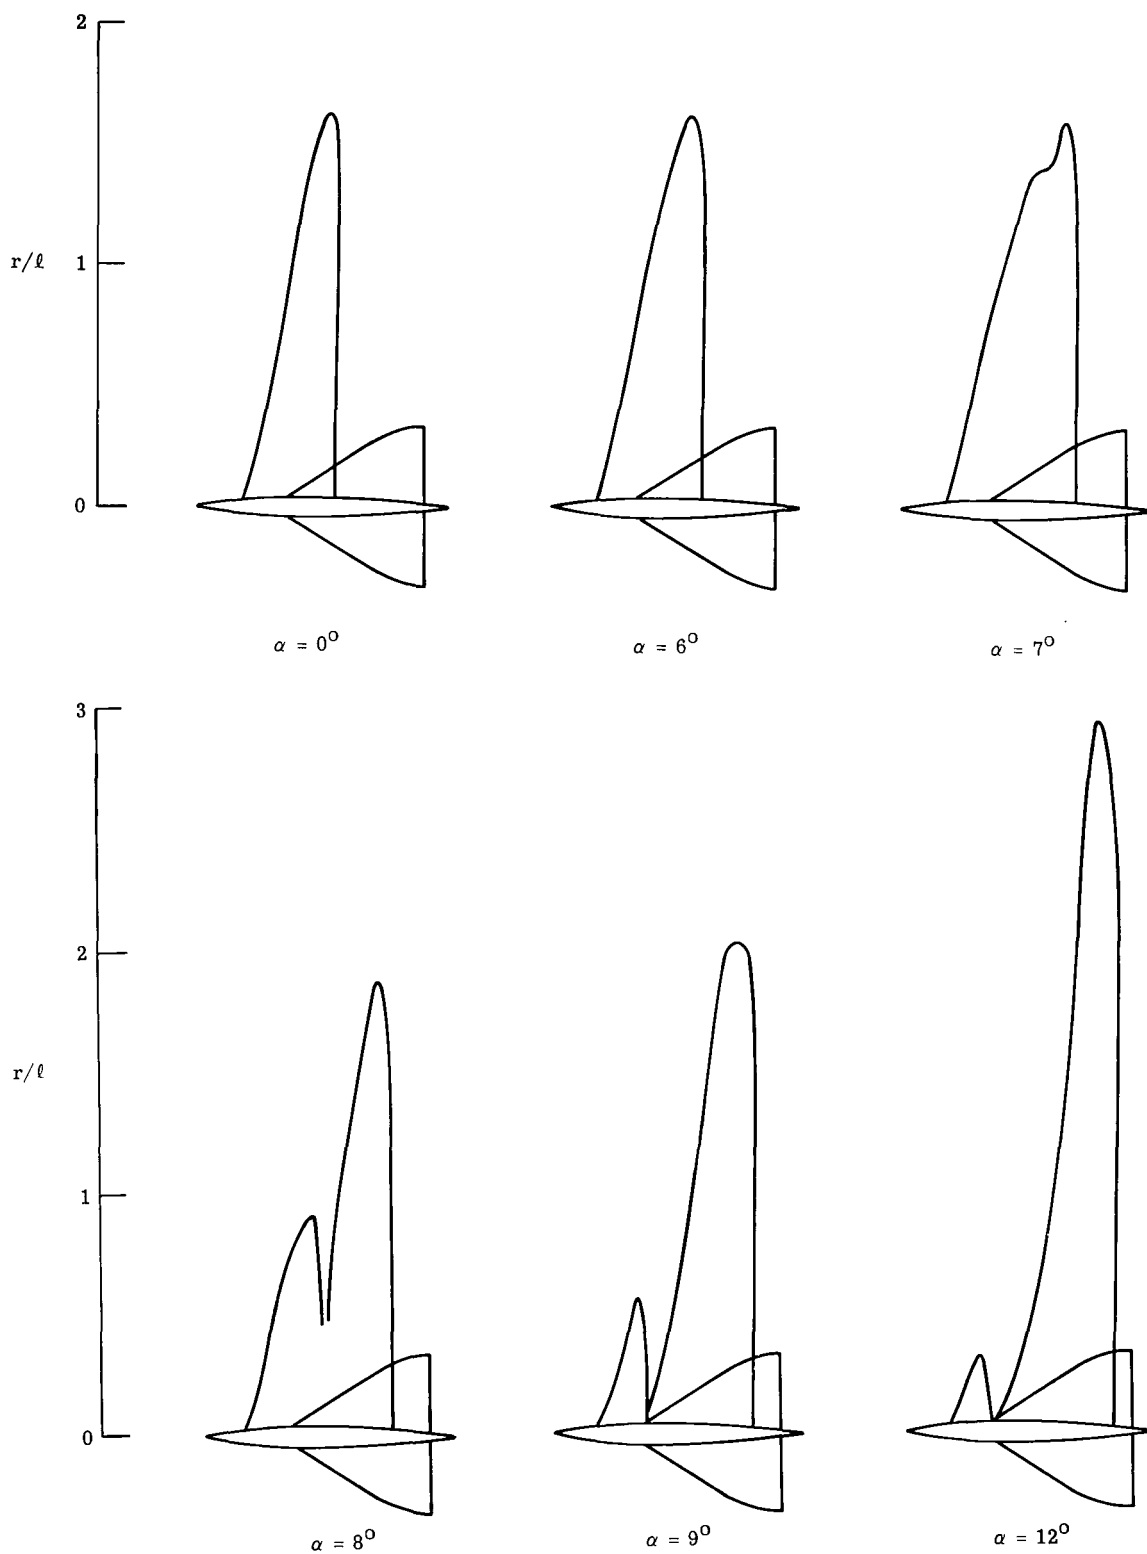 2
r/ℓ
1
0
α = 0°
α = 6°
α = 7°
3
2
r/ℓ
1
0
α = 8°
α = 9°
α = 12°